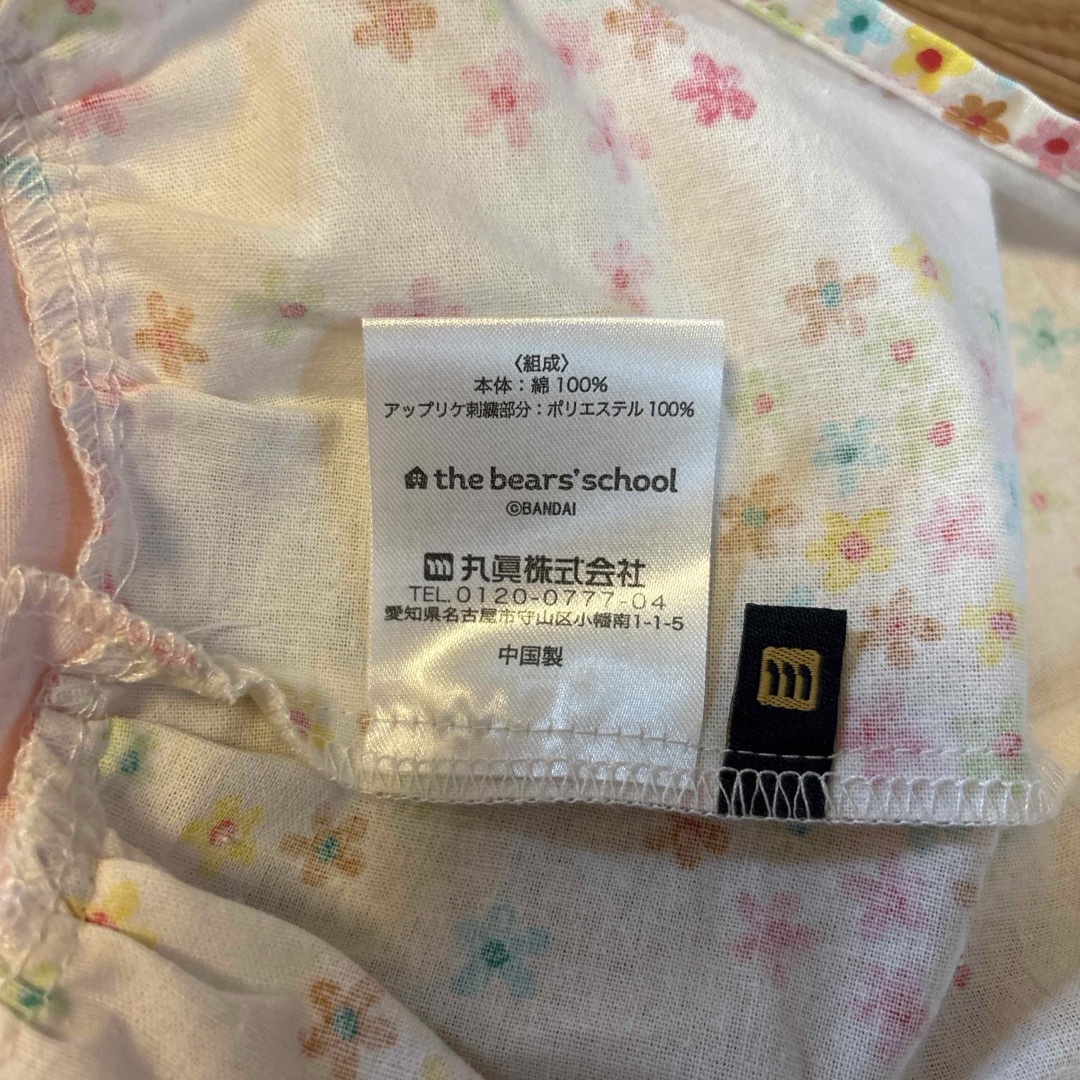 〈組成〉
本体：綿 100%
アップリケ刺繍部分：ポリエステル 100%
the bears'school
©BANDAI
丸眞株式会社
TEL.0120-0777-04
愛知県名古屋市守山区小幡南1-1-5
中国製